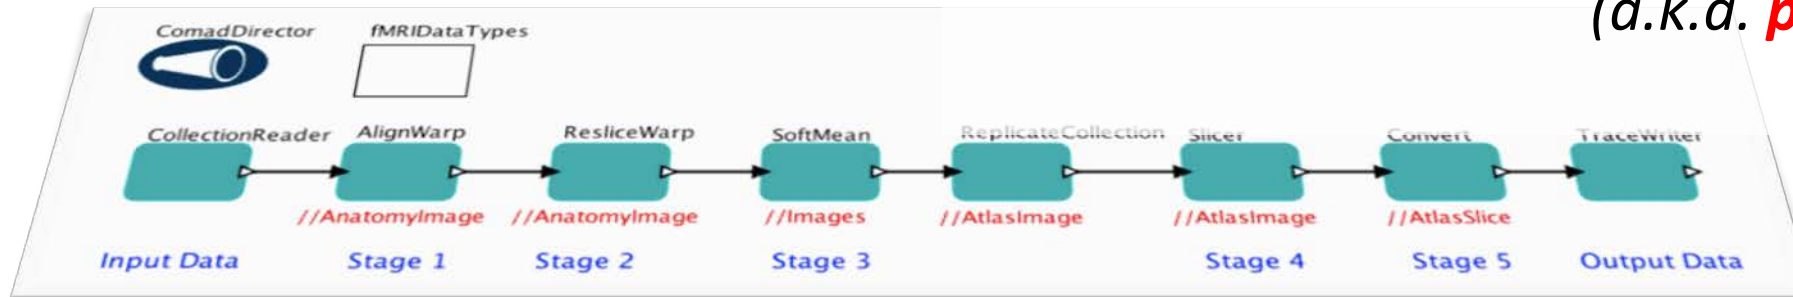 (a.k.a. p
ComadDirector fMRIDataTypes
CollectionReader AlignWarp ResliceWarp SoftMean ReplicateCollection Slicer Convert TraceWriter
//AnatomyImage //AnatomyImage //Images //AtlasImage //AtlasImage //AtlasSlice
Input Data Stage 1 Stage 2 Stage 3 Stage 4 Stage 5 Output Data